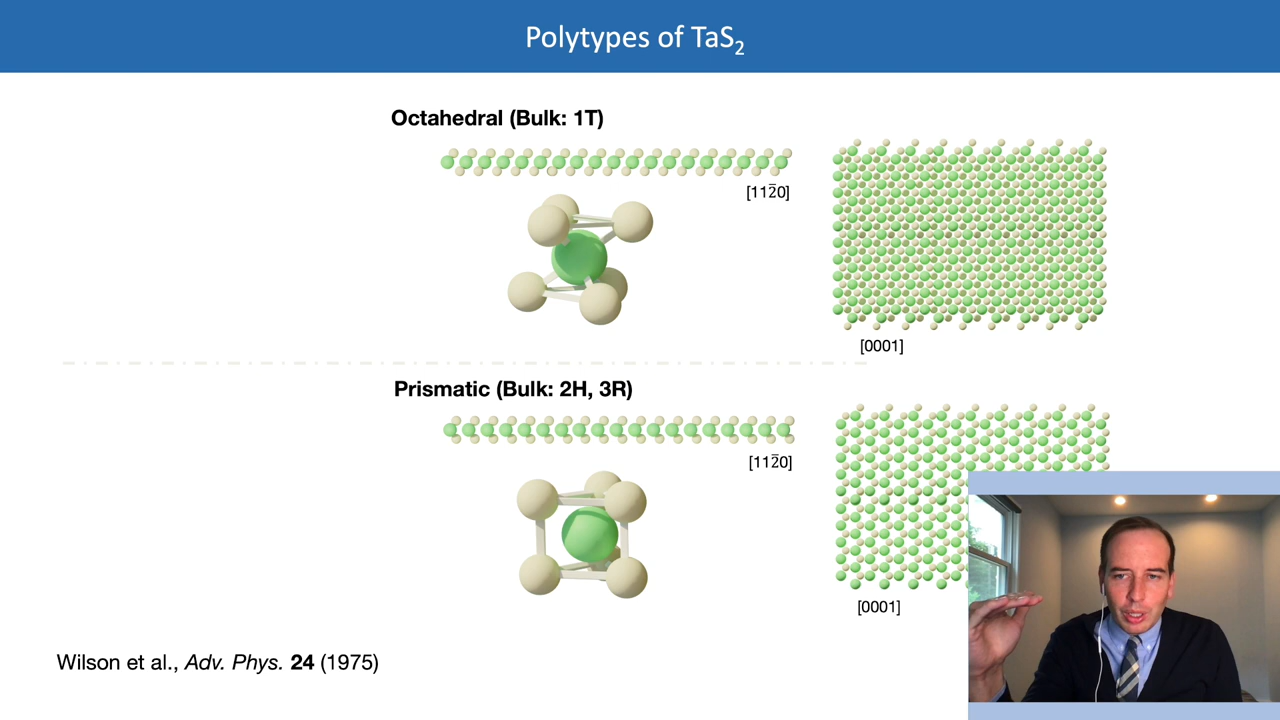 Polytypes of TaS₂
Octahedral (Bulk: 1T)
[112̅0]
[0001]
Prismatic (Bulk: 2H, 3R)
[112̅0]
[0001]
Wilson et al., Adv. Phys. 24 (1975)